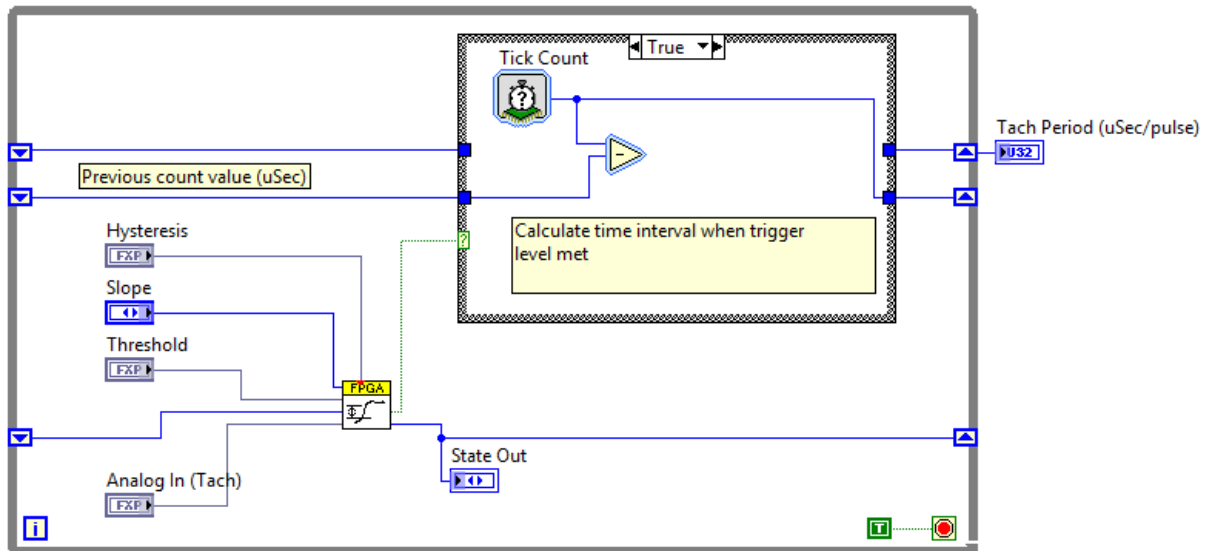 True
Tick Count
?
Tach Period (uSec/pulse)
U32
Previous count value (uSec)
Hysteresis
FXP
?
Calculate time interval when trigger
level met
Slope
Threshold
FXP
FPGA
State Out
Analog In (Tach)
FXP
i
T